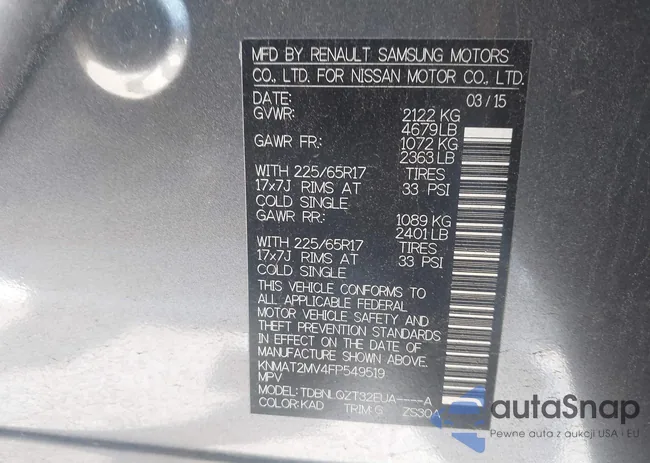 MFD BY RENAULT SAMSUNG MOTORS
CO., LTD. FOR NISSAN MOTOR CO., LTD.
DATE: 03/15
GVWR: 2122 KG
4679 LB
GAWR FR: 1072 KG
2363 LB
WITH 225/65R17 TIRES
17x7J RIMS AT 33 PSI
COLD SINGLE
GAWR RR: 1089 KG
2401 LB
WITH 225/65R17 TIRES
17x7J RIMS AT 33 PSI
COLD SINGLE
THIS VEHICLE CONFORMS TO
ALL APPLICABLE FEDERAL
MOTOR VEHICLE SAFETY AND
THEFT PREVENTION STANDARDS
IN EFFECT ON THE DATE OF
MANUFACTURE SHOWN ABOVE.
KNMAT2MV4FP549519
MPV
MODEL: TDBNLQZT32EUA----A
COLOR: KAD TRIM: G ZS30A
autoSnap
Pewne auta z aukcji USA i EU